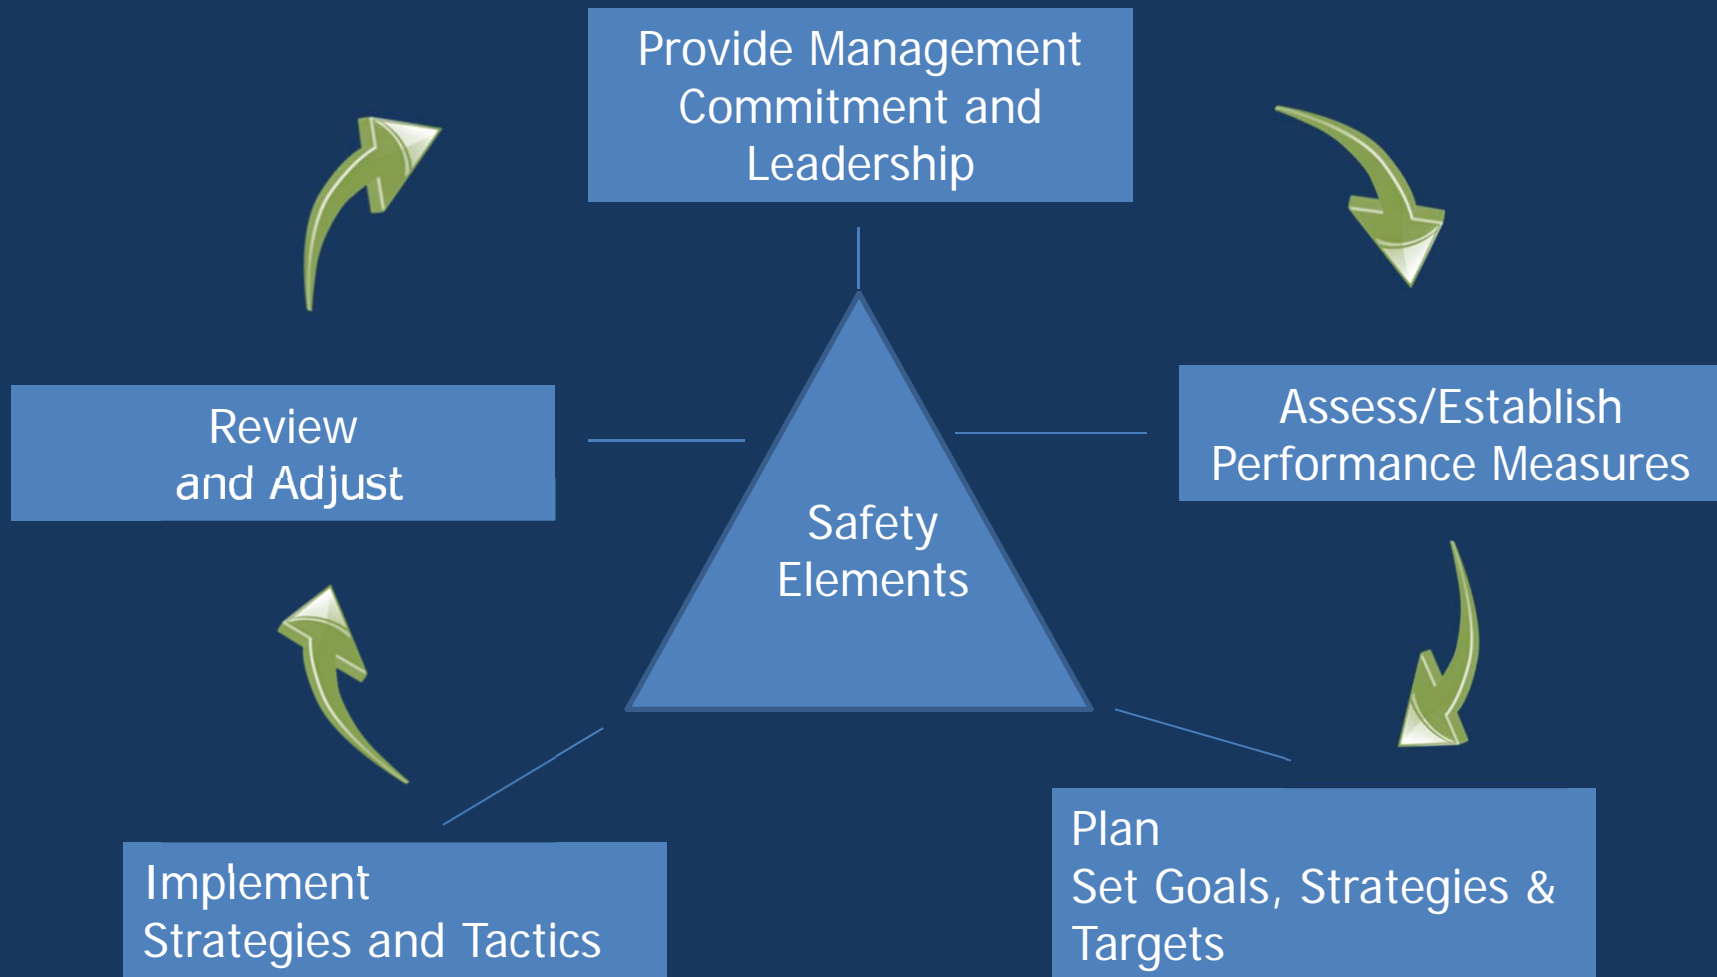 Provide Management
Commitment and
Leadership
Review
and Adjust
Assess/Establish
Performance Measures
Safety
Elements
Implement
Strategies and Tactics
Plan
Set Goals, Strategies &
Targets